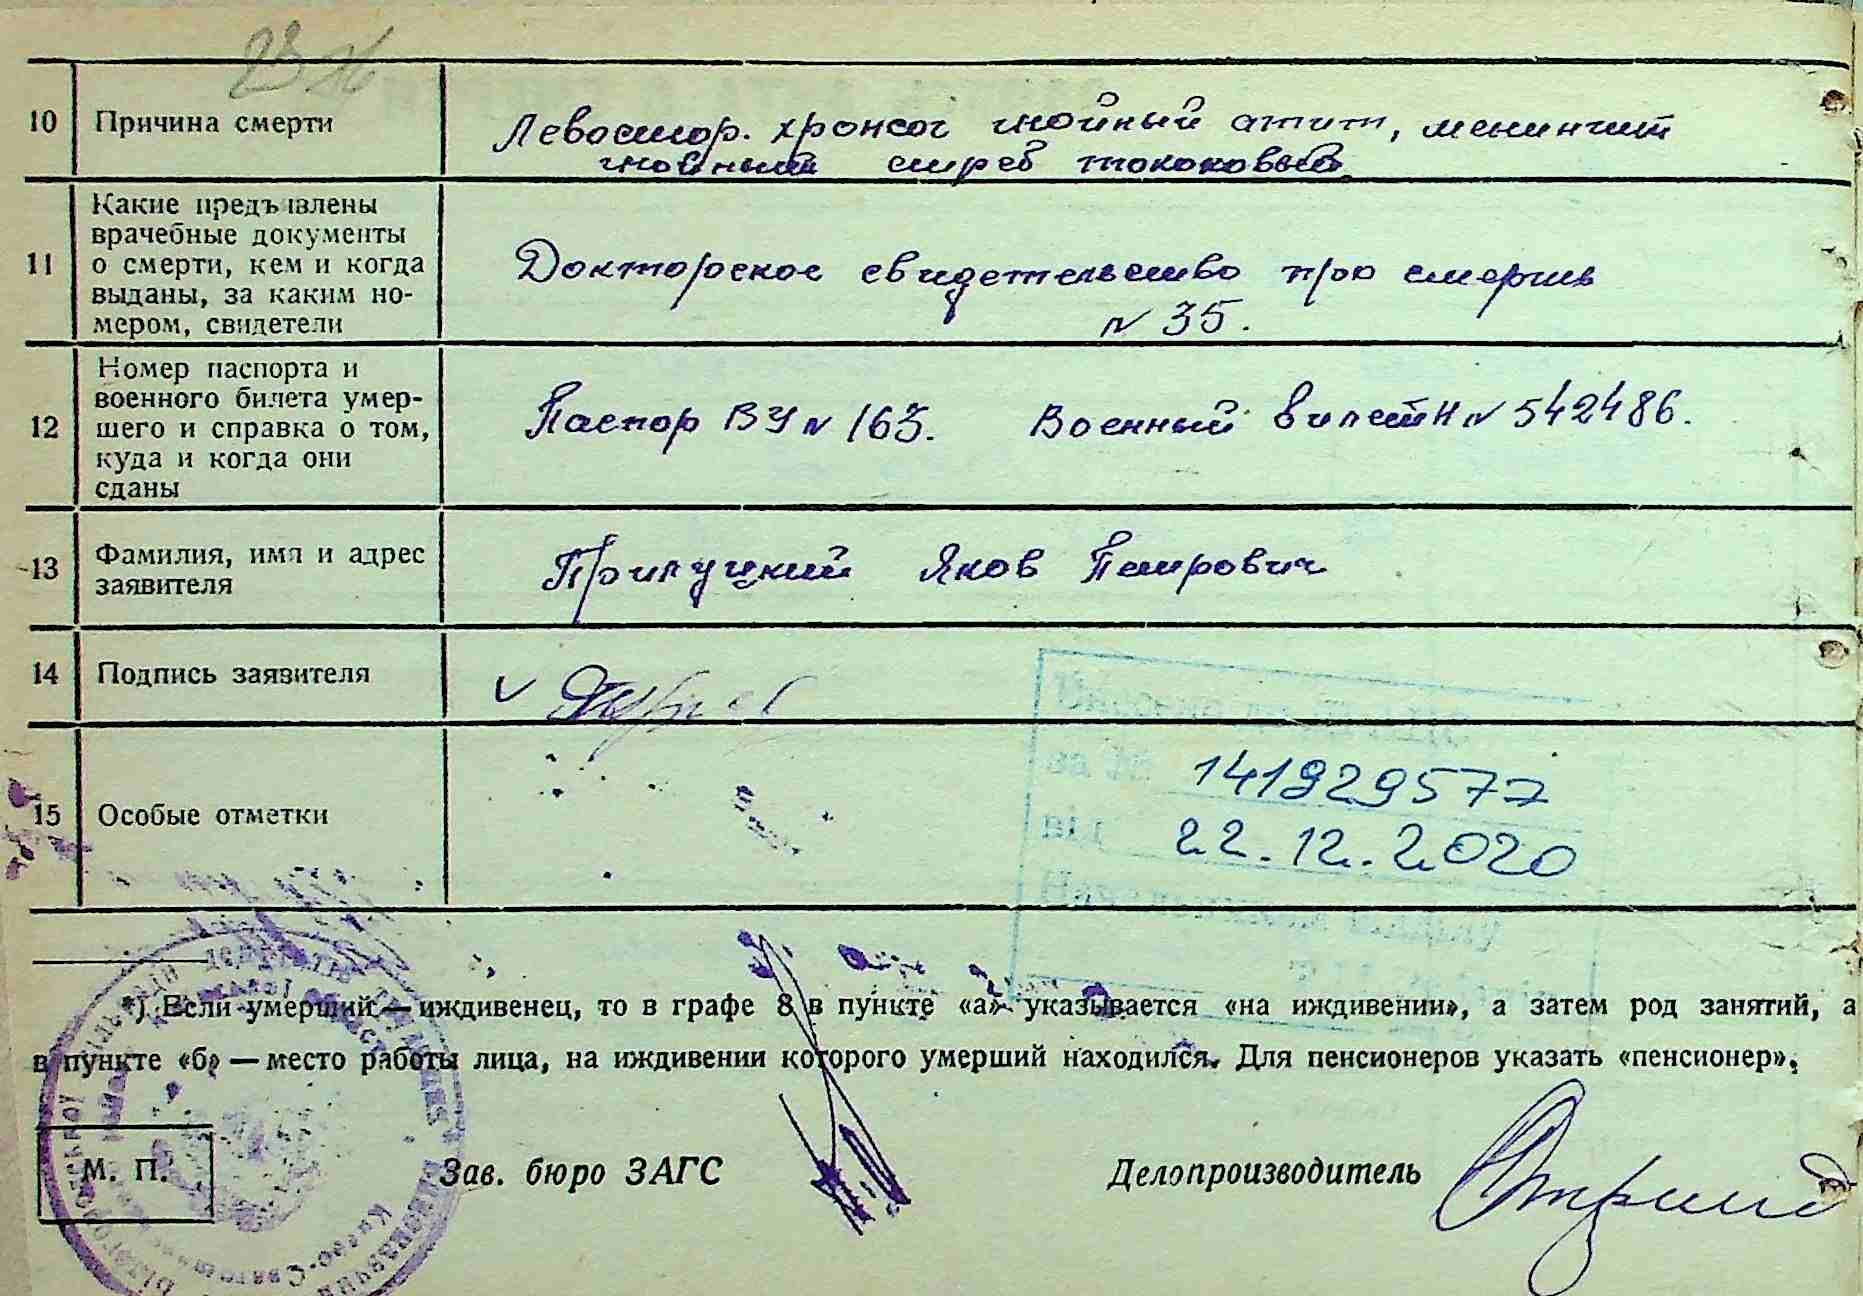 10 Причина смерти
Левостор. хронсог гнойный атит, менингит
гнойный стреб тококовый.
11 Какие предъявлены
врачебные документы
о смерти, кем и когда
выданы, за каким но-
мером, свидетели
Докторское свидетельство про смерть
№ 35.
12 Номер паспорта и
военного билета умер-
шего и справка о том,
куда и когда они
сданы
Паспор ВУ № 163. Военный вилет Н № 542486.
13 Фамилия, имя и адрес
заявителя
Прилуцкий Яков Петрович
14 Подпись заявителя
15 Особые отметки
141929577
22.12.2020
*) Если умерший — иждивенец, то в графе 8 в пункте «а» указывается «на иждивении», а затем род занятий, а
в пункте «б» — место работы лица, на иждивении которого умерший находился. Для пенсионеров указать «пенсионер».
М. П.
Зав. бюро ЗАГС
Делопроизводитель